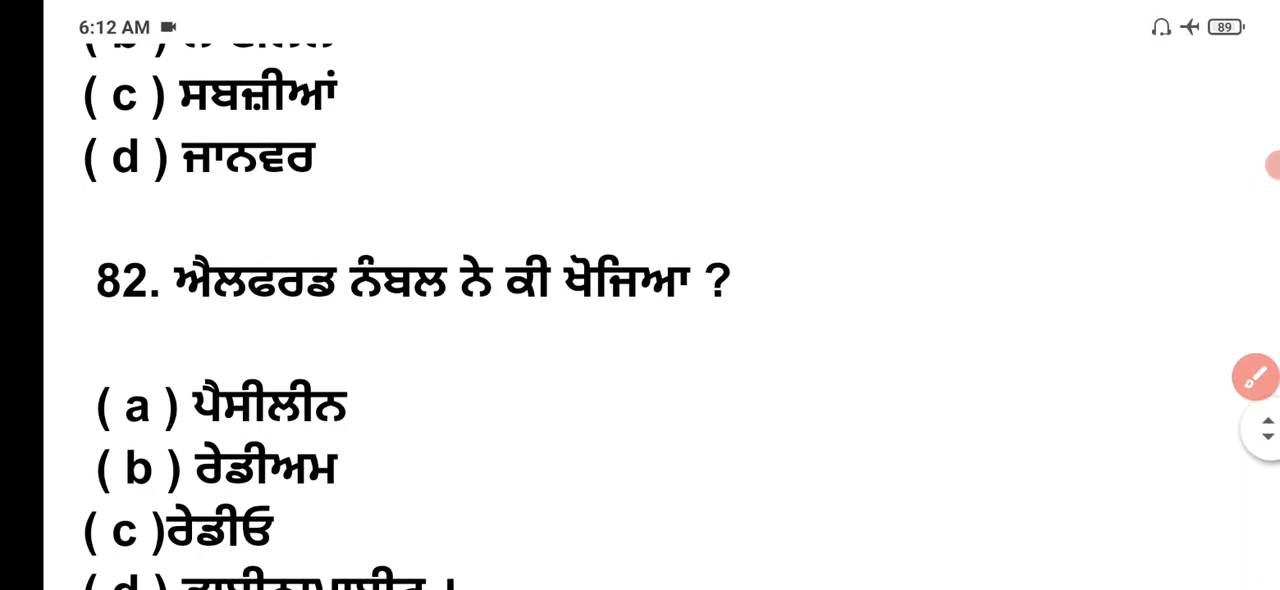 6:12 AM
89
( c ) ਸਬਜ਼ੀਆਂ
( d ) ਜਾਨਵਰ
82. ਐਲਫਰਡ ਨੰਬਲ ਨੇ ਕੀ ਖੋਜਿਆ ?
( a ) ਪੈਸੀਲੀਨ
( b ) ਰੇਡੀਅਮ
( c )ਰੇਡੀਓ
( d )